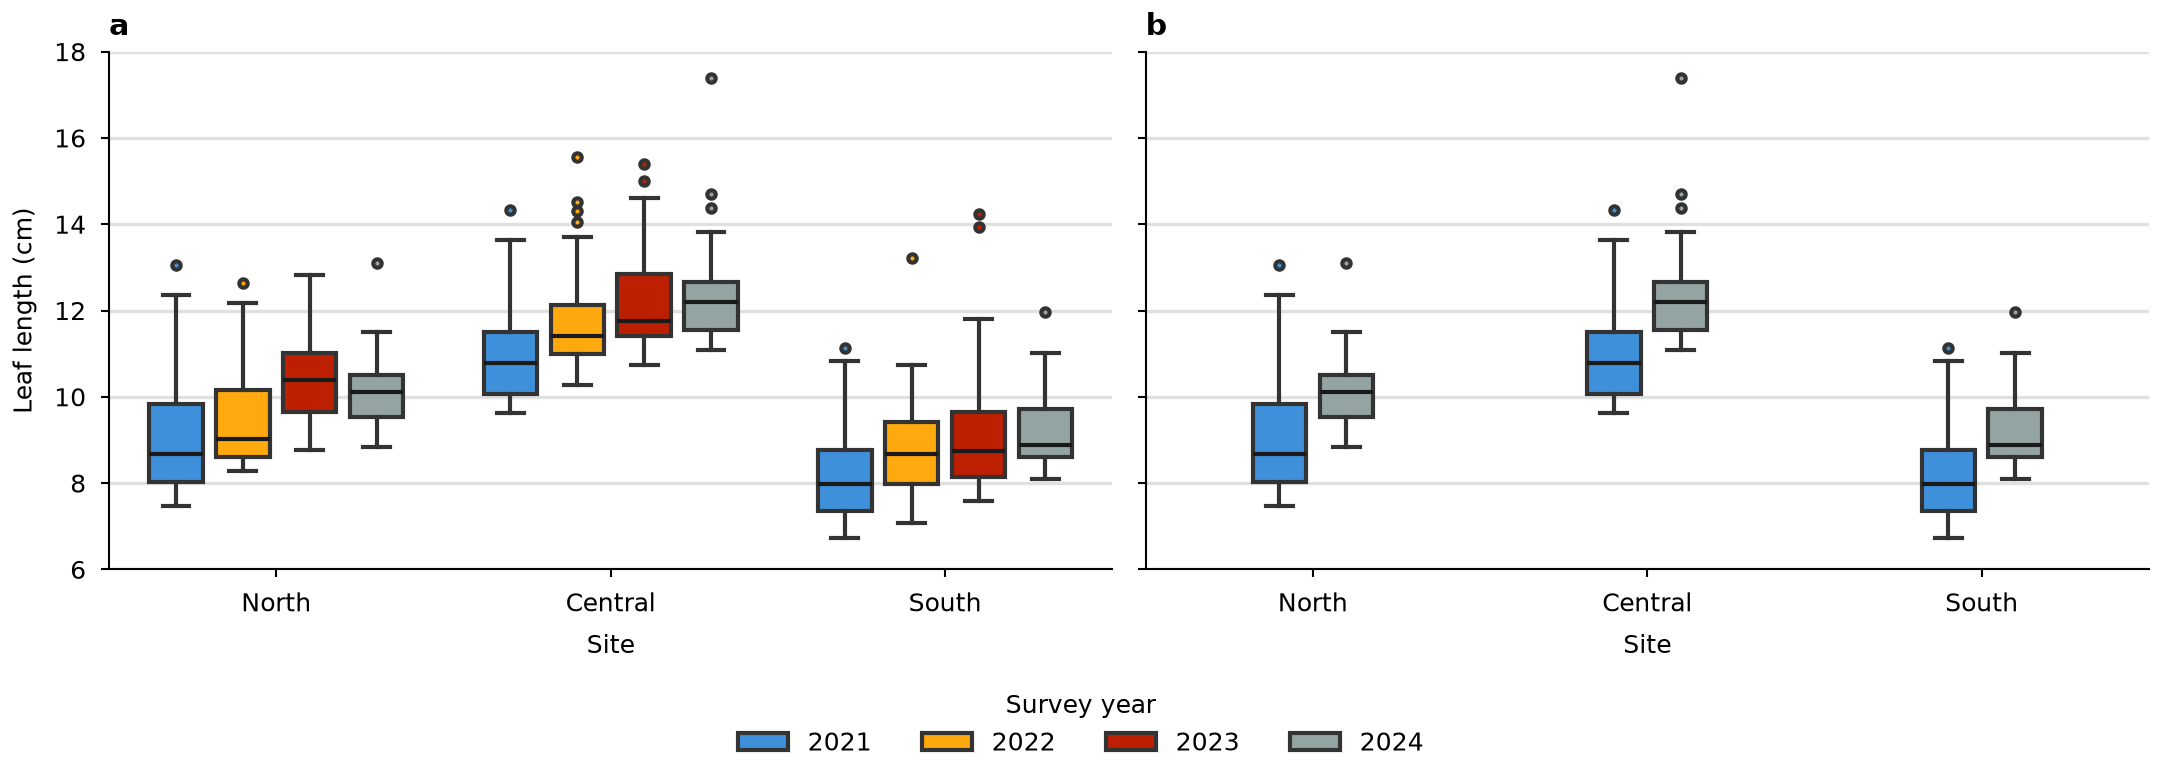 a
b
18
16
14
12
10
8
6
Leaf length (cm)
North Central South
North Central South
Site
Site
Survey year
2021 2022 2023 2024